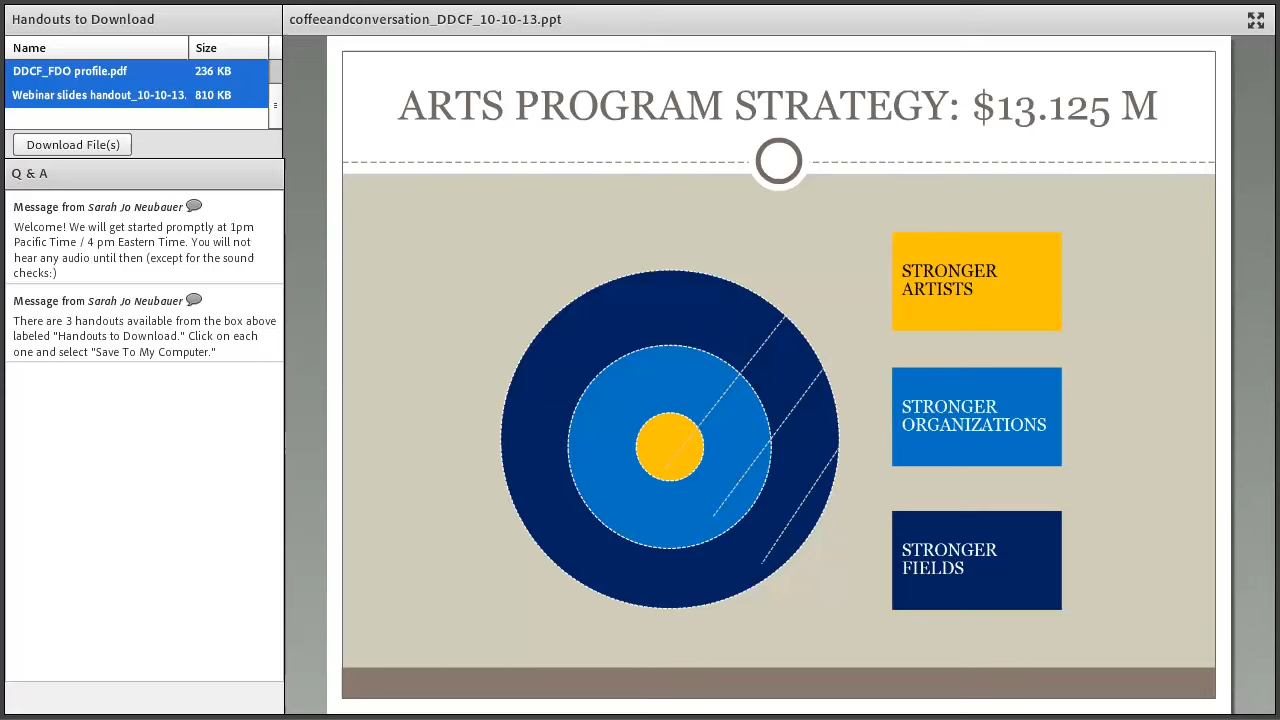 Handouts to Download
Name Size
DDCF_FDO profile.pdf 236 KB
Webinar slides handout_10-10-13. 810 KB
Download File(s)
Q & A
Message from Sarah Jo Neubauer
Welcome! We will get started promptly at 1pm
Pacific Time / 4 pm Eastern Time. You will not
hear any audio until then (except for the sound
checks:)
Message from Sarah Jo Neubauer
There are 3 handouts available from the box above
labeled "Handouts to Download." Click on each
one and select "Save To My Computer."
coffeeandconversation_DDCF_10-10-13.ppt
ARTS PROGRAM STRATEGY: $13.125 M
STRONGER
ARTISTS
STRONGER
ORGANIZATIONS
STRONGER
FIELDS